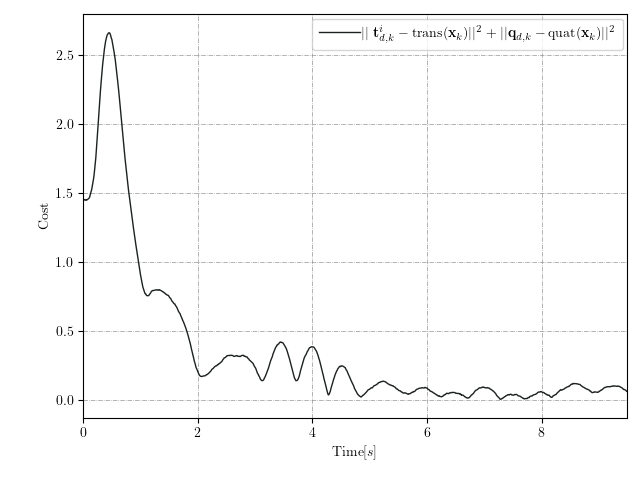 || t^i_{d,k} − trans(x_k)||^2 + ||q_{d,k} − quat(x_k)||^2
2.5
2.0
1.5
1.0
0.5
0.0
Cost
0 2 4 6 8
Time[s]